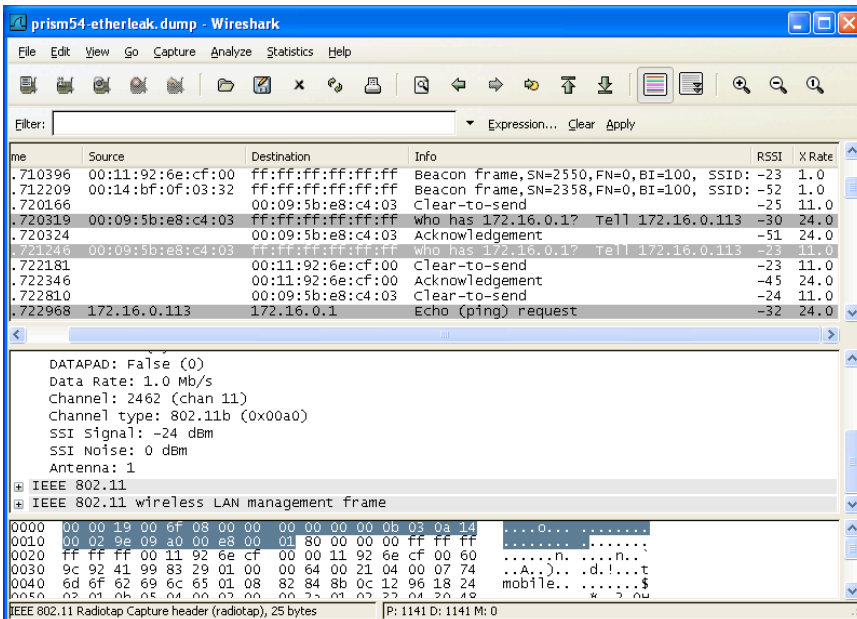 prism54-etherleak.dump - Wireshark
File Edit View Go Capture Analyze Statistics Help
Filter: Expression... Clear Apply
me Source Destination Info RSSI X Rate
.710396 00:11:92:6e:cf:00 ff:ff:ff:ff:ff:ff Beacon frame,SN=2550,FN=0,BI=100, SSID: -23 1.0
.712209 00:14:bf:0f:03:32 ff:ff:ff:ff:ff:ff Beacon frame,SN=2358,FN=0,BI=100, SSID: -52 1.0
.720166 00:09:5b:e8:c4:03 Clear-to-send -25 11.0
.720319 00:09:5b:e8:c4:03 ff:ff:ff:ff:ff:ff who has 172.16.0.1? Tell 172.16.0.113 -30 24.0
.720324 00:09:5b:e8:c4:03 Acknowledgement -51 24.0
.721246 00:09:5b:e8:c4:03 ff:ff:ff:ff:ff:ff who has 172.16.0.1? Tell 172.16.0.113 -23 11.0
.722181 00:11:92:6e:cf:00 Clear-to-send -23 11.0
.722346 00:11:92:6e:cf:00 Acknowledgement -45 24.0
.722810 00:09:5b:e8:c4:03 Clear-to-send -24 11.0
.722968 172.16.0.113 172.16.0.1 Echo (ping) request -32 24.0
DATAPAD: False (0)
Data Rate: 1.0 Mb/s
Channel: 2462 (chan 11)
Channel type: 802.11b (0x00a0)
SSI Signal: -24 dBm
SSI Noise: 0 dBm
Antenna: 1
IEEE 802.11
IEEE 802.11 wireless LAN management frame
0000 00 00 19 00 6f 08 00 00 00 00 00 00 0b 03 0a 14 ....o... ........
0010 00 02 9e 09 a0 00 e8 00 01 80 00 00 00 ff ff ff ........ ........
0020 ff ff ff 00 11 92 6e cf 00 00 11 92 6e cf 00 60 ......n. ....n..`
0030 9c 92 41 99 83 29 01 00 00 64 00 21 04 00 07 74 ..A..).. .d.!...t
0040 6d 6f 62 69 6c 65 01 08 82 84 8b 0c 12 96 18 24 mobile.. .......$
0050 03 01 0b 05 04 00 02 00 00 2a 01 02 32 04 30 48
IEEE 802.11 Radiotap Capture header (radiotap), 25 bytes P: 1141 D: 1141 M: 0